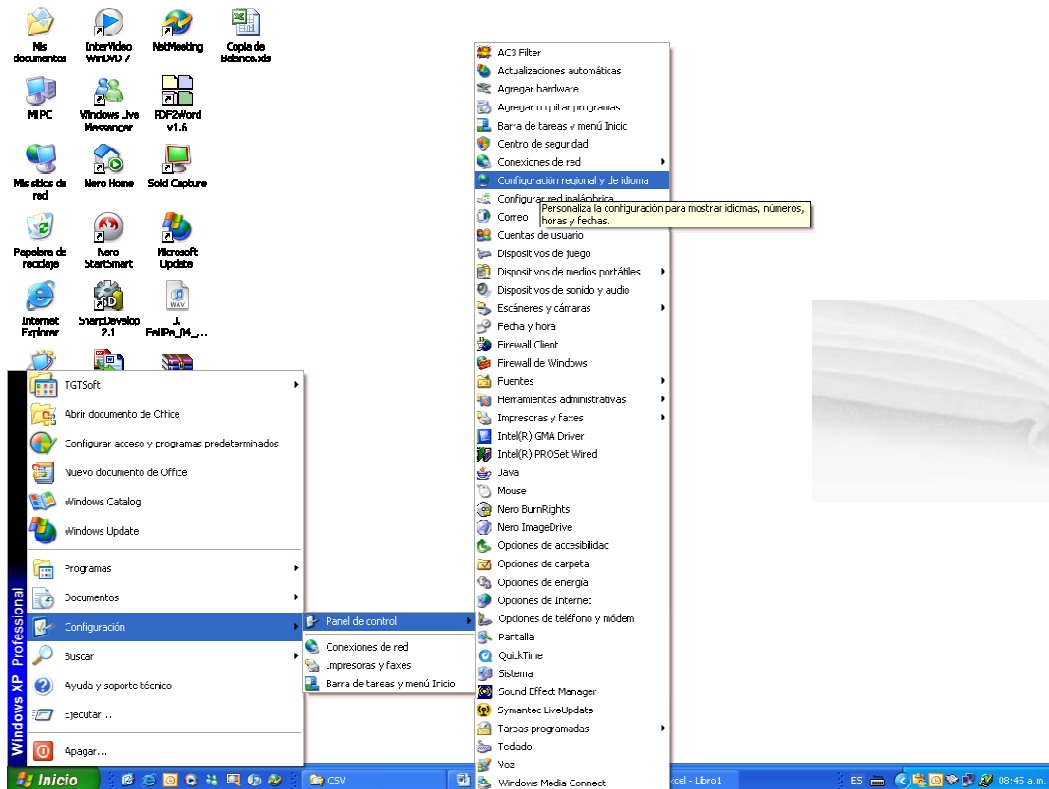 Mis documentos
InterVideo WinDVD 7
NetMeeting
Copia de Balance.xls
Mi PC
Windows Live Messenger
PDF2Word v1.6
Mis sitios de red
Nero Home
Solid Capture
Papelera de reciclaje
Nero StartSmart
Microsoft Update
Internet Explorer
SharpDevelop 2.1
WAV
TGTSoft
Abrir documento de Office
Configurar acceso y programas predeterminados
Nuevo documento de Office
Windows Catalog
Windows Update
Programas
Documentos
Configuración
Buscar
Ayuda y soporte técnico
Ejecutar...
Apagar...
Windows XP Professional
Panel de control
Conexiones de red
Impresoras y faxes
Barra de tareas y menú Inicio
AC3 Filter
Actualizaciones automáticas
Agregar hardware
Agregar o quitar programas
Barra de tareas y menú Inicio
Centro de seguridad
Conexiones de red
Configuración regional y de idioma
Configurar red inalámbrica
Personaliza la configuración para mostrar idiomas, números,
horas y fechas.
Correo
Cuentas de usuario
Dispositivos de juego
Dispositivos de medios portátiles
Dispositivos de sonido y audio
Escáneres y cámaras
Fecha y hora
Firewall Client
Firewall de Windows
Fuentes
Herramientas administrativas
Impresoras y faxes
Intel(R) GMA Driver
Intel(R) PROSet Wired
Java
Mouse
Nero BurnRights
Nero ImageDrive
Opciones de accesibilidad
Opciones de carpeta
Opciones de energía
Opciones de Internet
Opciones de teléfono y módem
Pantalla
QuickTime
Sistema
Sound Effect Manager
Symantec LiveUpdate
Tareas programadas
Teclado
Voz
Windows Media Connect
Inicio
CSV
xcel - Libro1
ES
08:45 a.m.